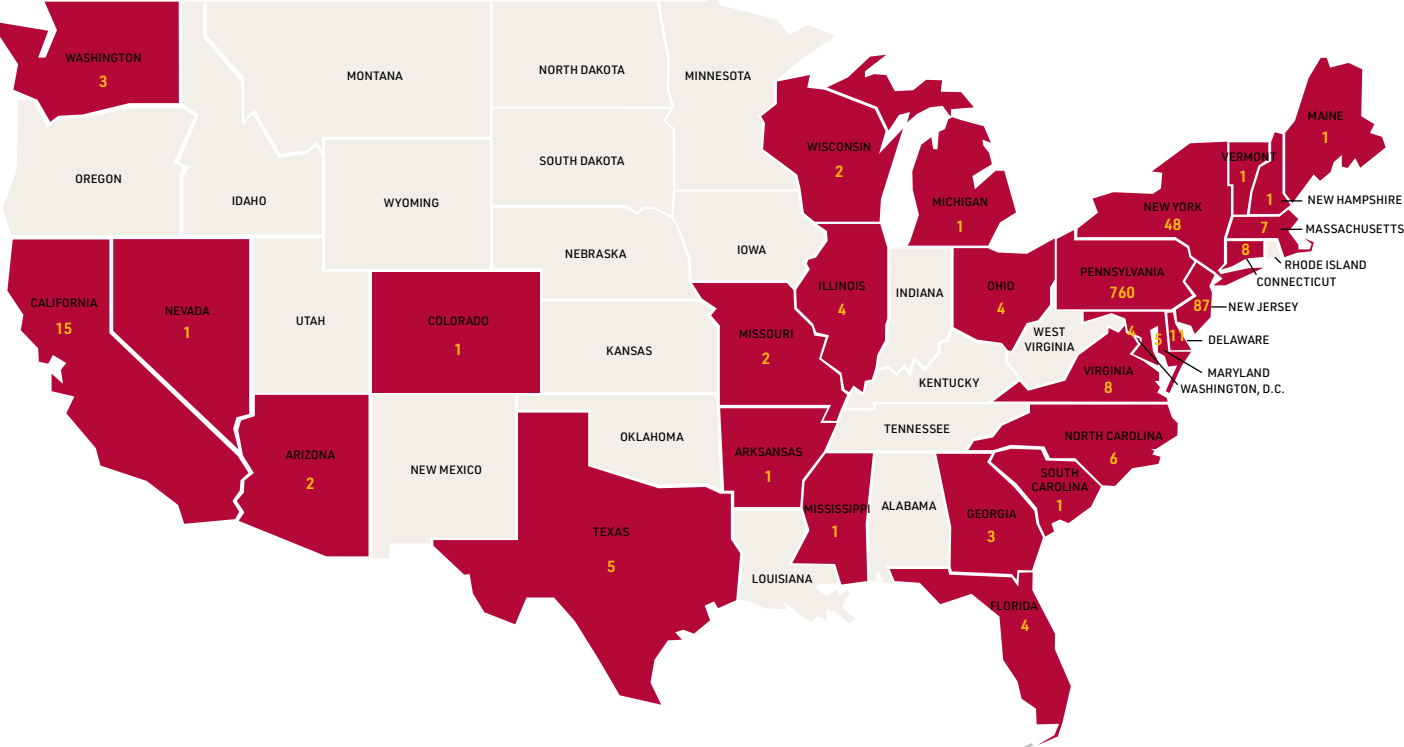 WASHINGTON
3
MONTANA
NORTH DAKOTA
MINNESOTA
OREGON
IDAHO
WYOMING
SOUTH DAKOTA
WISCONSIN
2
MICHIGAN
1
MAINE
1
VERMONT
1
1
NEW HAMPSHIRE
NEW YORK
48
7
MASSACHUSETTS
8
RHODE ISLAND
CONNECTICUT
NEBRASKA
IOWA
PENNSYLVANIA
760
87
NEW JERSEY
CALIFORNIA
15
NEVADA
1
UTAH
COLORADO
1
KANSAS
MISSOURI
2
ILLINOIS
4
INDIANA
OHIO
4
WEST
VIRGINIA
4
5
11
DELAWARE
MARYLAND
WASHINGTON, D.C.
VIRGINIA
8
KENTUCKY
TENNESSEE
NORTH CAROLINA
6
ARIZONA
2
NEW MEXICO
OKLAHOMA
ARKSANSAS
1
SOUTH
CAROLINA
1
MISSISSIPPI
1
ALABAMA
GEORGIA
3
TEXAS
5
LOUISIANA
FLORIDA
4